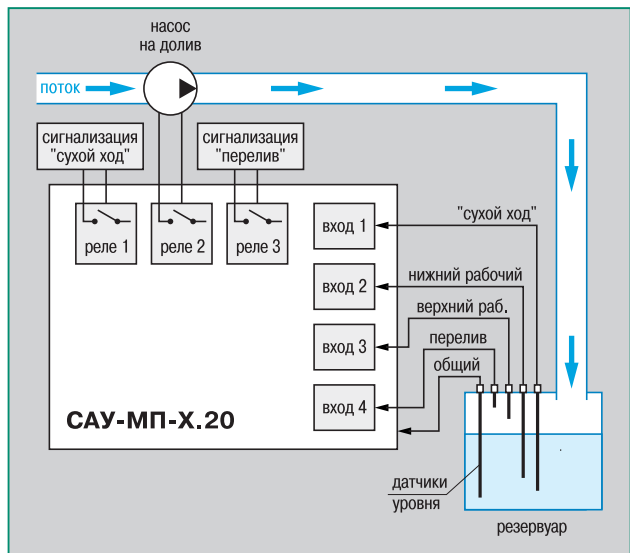 насос
на долив
поток
сигнализация
"сухой ход"
сигнализация
"перелив"
реле 1
реле 2
реле 3
вход 1
вход 2
вход 3
вход 4
"сухой ход"
нижний рабочий
верхний раб.
перелив
общий
САУ-МП-Х.20
датчики
уровня
резервуар